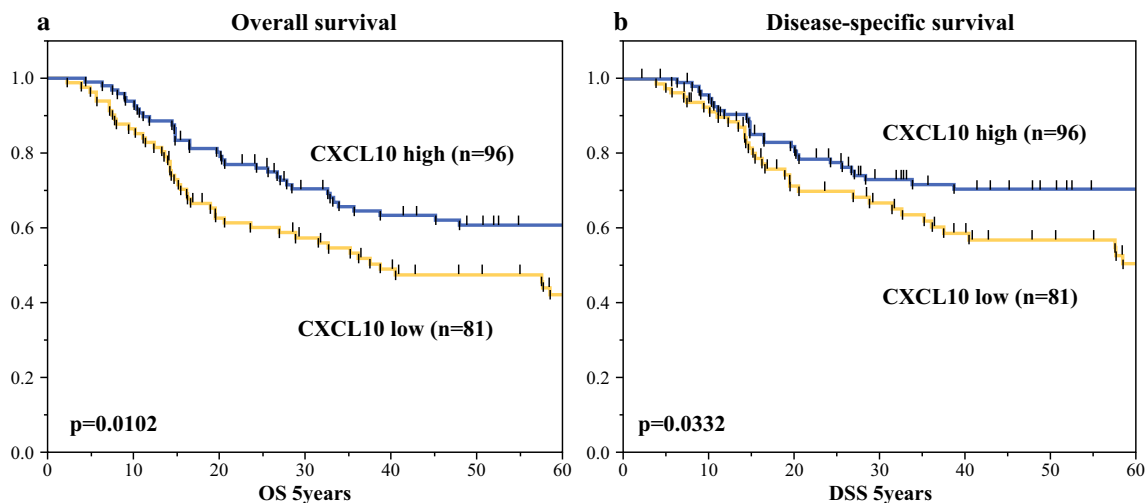 a Overall survival
1.0
0.8
0.6
0.4
0.2
0.0
CXCL10 high (n=96)
CXCL10 low (n=81)
p=0.0102
0 10 20 30 40 50 60
OS 5years
b Disease-specific survival
1.0
0.8
0.6
0.4
0.2
0.0
CXCL10 high (n=96)
CXCL10 low (n=81)
p=0.0332
0 10 20 30 40 50 60
DSS 5years